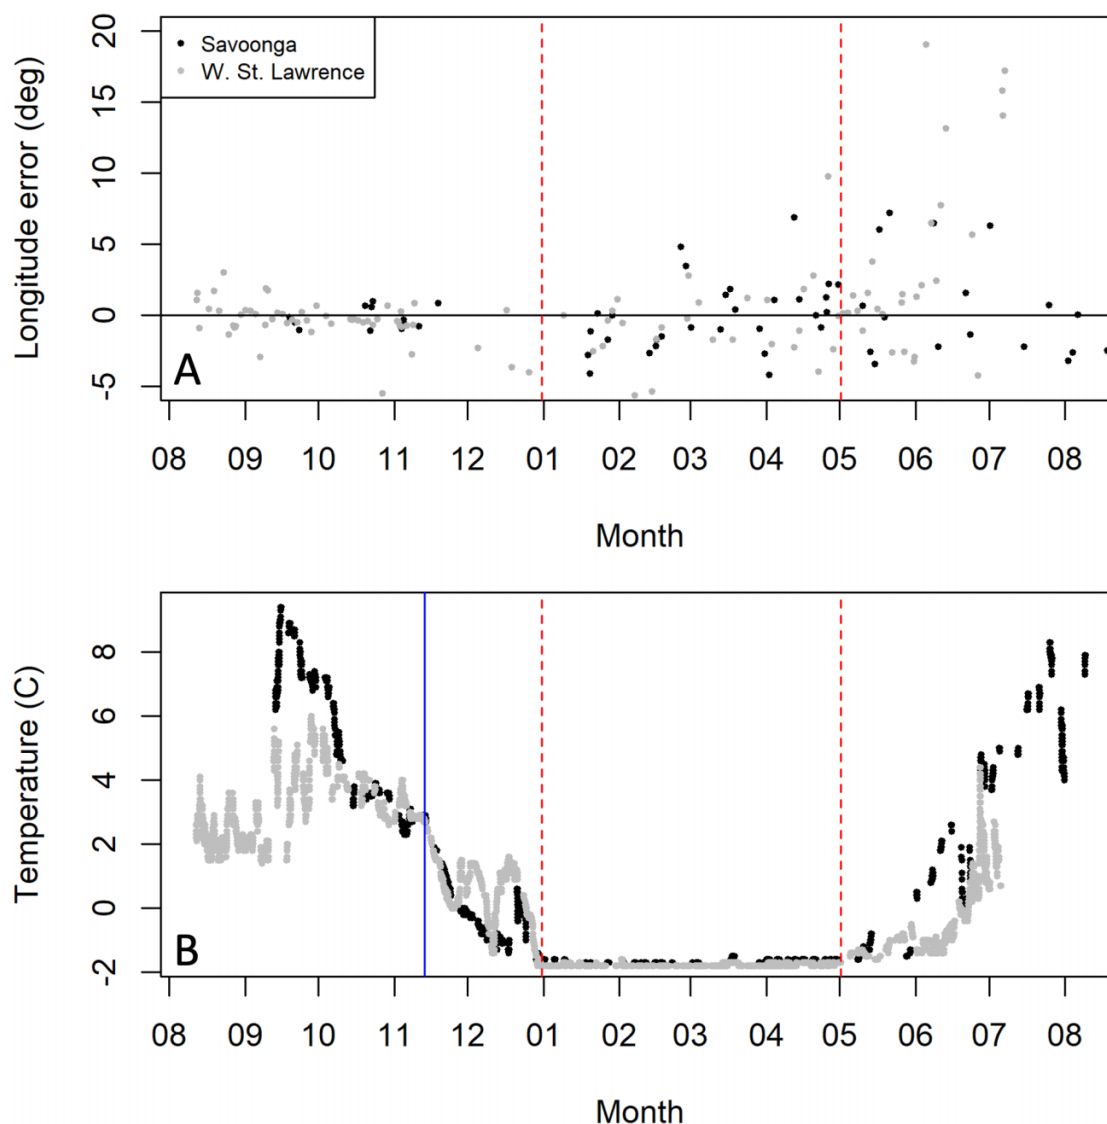 Longitude error (deg)
20
15
10
5
0
-5
Savoonga
W. St. Lawrence
A
08 09 10 11 12 01 02 03 04 05 06 07 08
Month
Temperature (C)
8
6
4
2
0
-2
B
08 09 10 11 12 01 02 03 04 05 06 07 08
Month